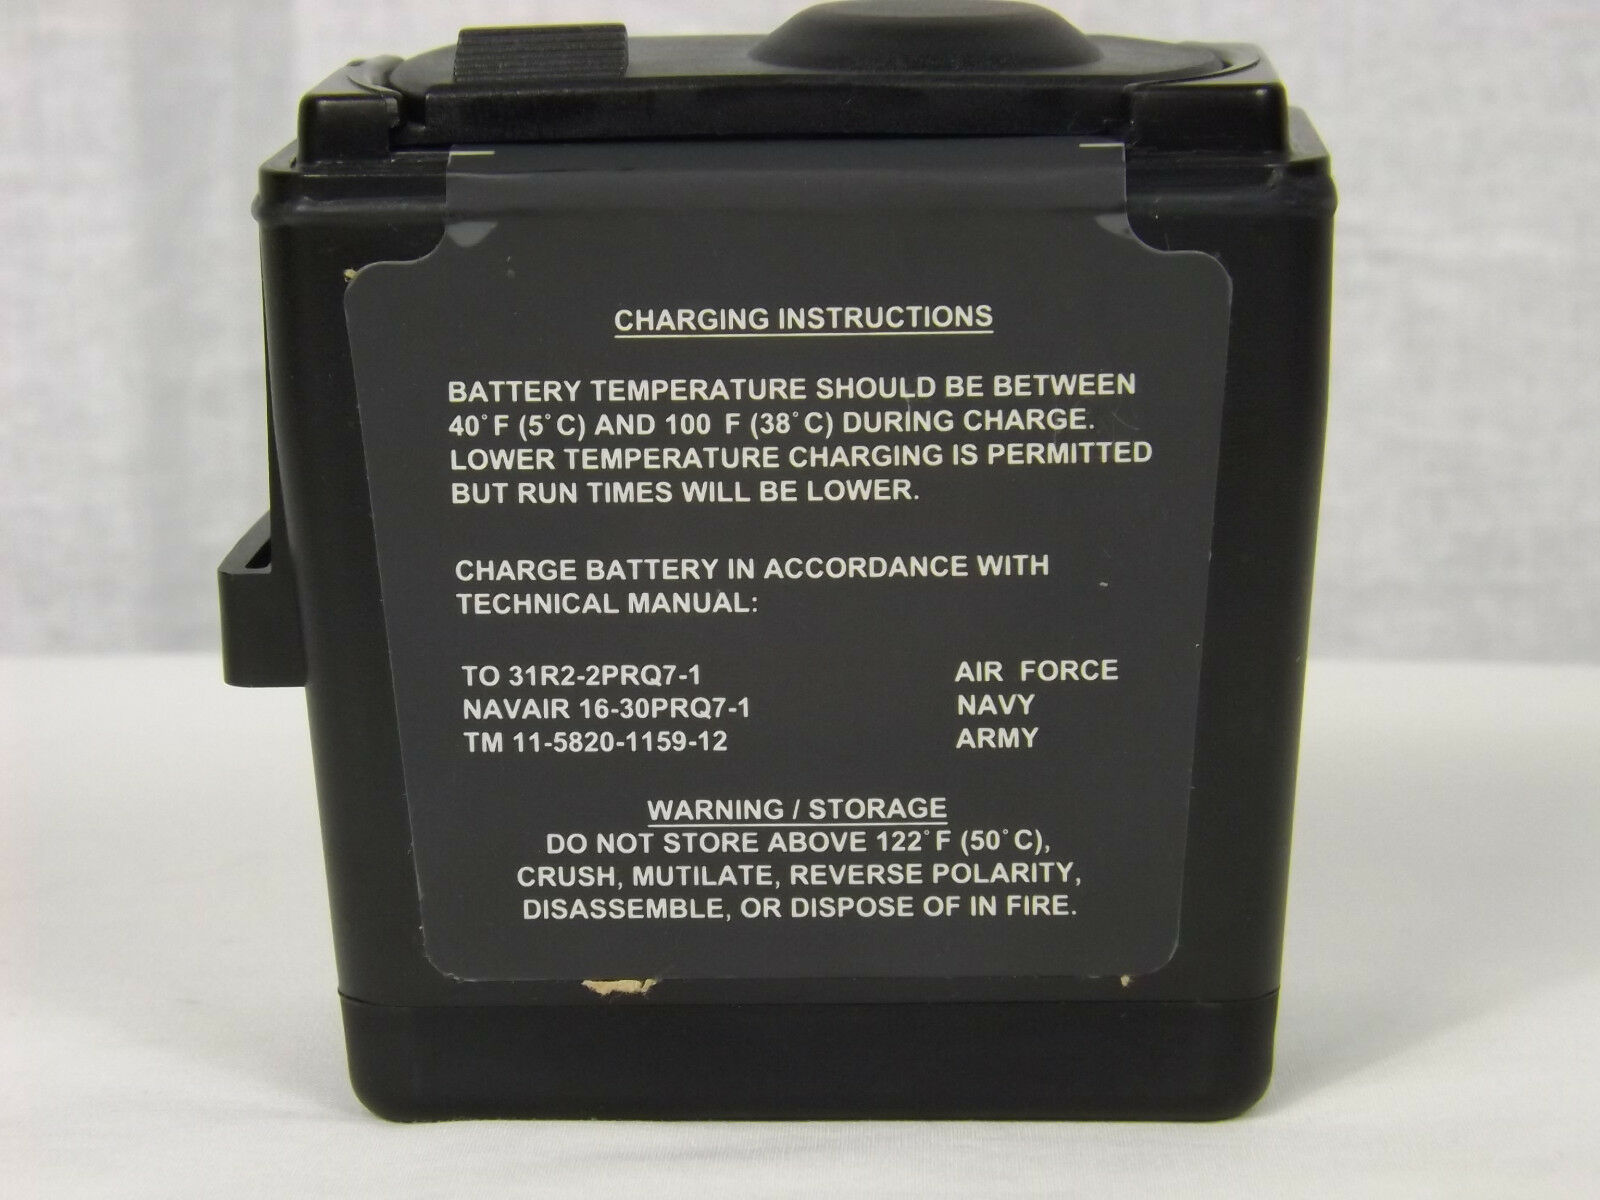 CHARGING INSTRUCTIONS
BATTERY TEMPERATURE SHOULD BE BETWEEN
40°F (5°C) AND 100 F (38°C) DURING CHARGE.
LOWER TEMPERATURE CHARGING IS PERMITTED
BUT RUN TIMES WILL BE LOWER.
CHARGE BATTERY IN ACCORDANCE WITH
TECHNICAL MANUAL:
TO 31R2-2PRQ7-1 AIR FORCE
NAVAIR 16-30PRQ7-1 NAVY
TM 11-5820-1159-12 ARMY
WARNING / STORAGE
DO NOT STORE ABOVE 122°F (50°C),
CRUSH, MUTILATE, REVERSE POLARITY,
DISASSEMBLE, OR DISPOSE OF IN FIRE.